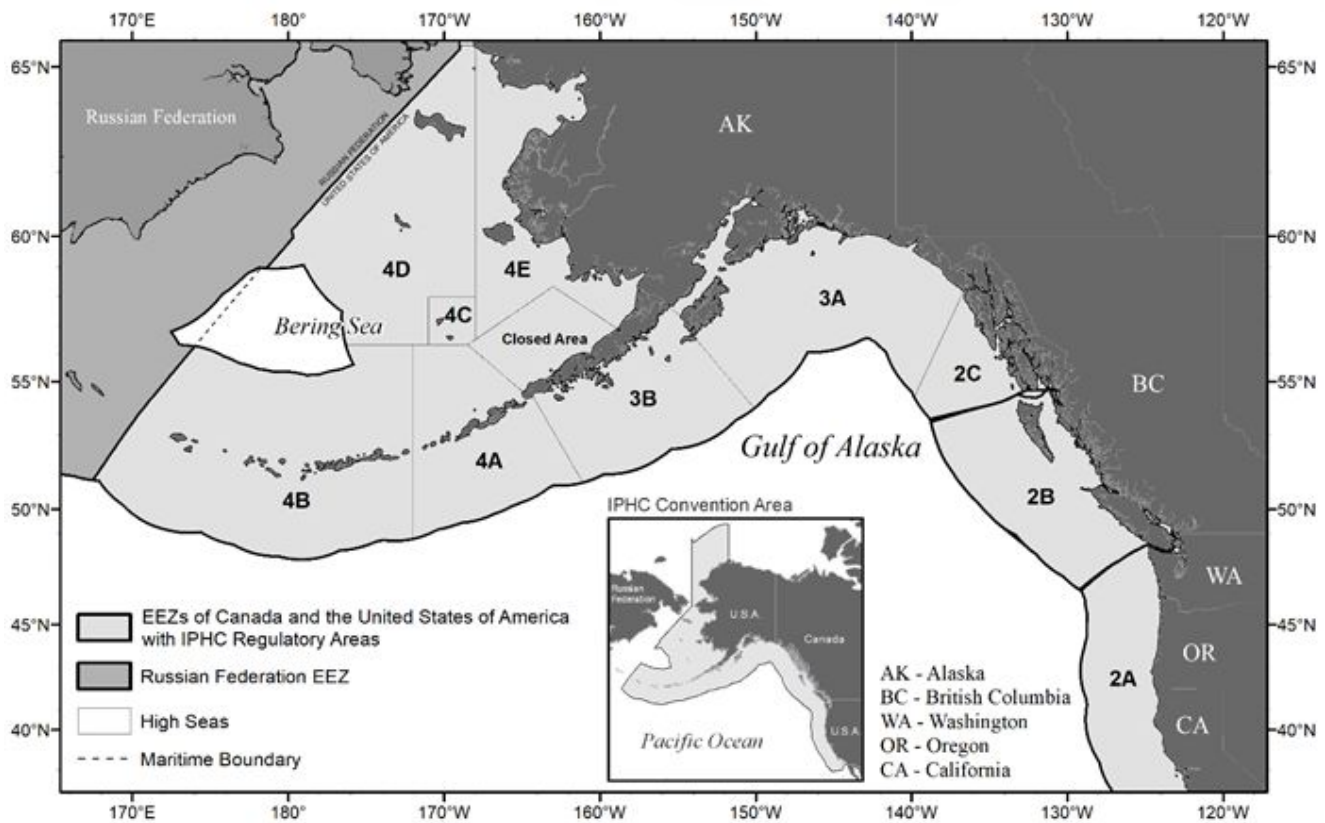 170°E 180° 170°W 160°W 150°W 140°W 130°W 120°W
65°N 65°N
Russian Federation
AK
RUSSIAN FEDERATION
UNITED STATES OF AMERICA
60°N 60°N
4D 4E 3A
4C
Bering Sea
Closed Area
55°N 55°N
2C BC
3B
Gulf of Alaska
4A
50°N 50°N
4B 2B
IPHC Convention Area
WA
Russian
Federation
U.S.A.
Canada
U.S.A.
Pacific Ocean
EEZs of Canada and the United States of America
with IPHC Regulatory Areas
Russian Federation EEZ
High Seas
Maritime Boundary
45°N 45°N
OR
2A
CA
40°N 40°N
AK - Alaska
BC - British Columbia
WA - Washington
OR - Oregon
CA - California
170°E 180° 170°W 160°W 150°W 140°W 130°W 120°W